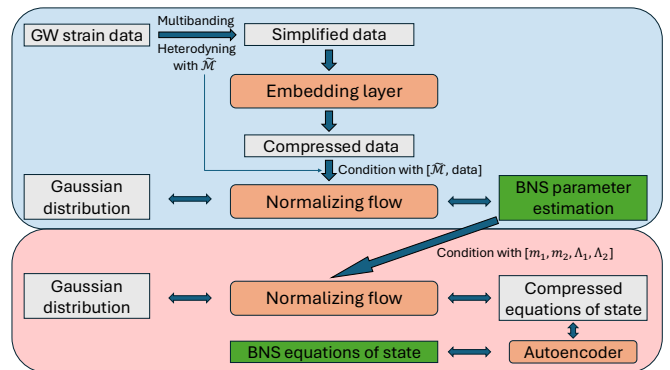 GW strain data
Multibanding
Heterodyning
with ℳ̃
Simplified data
Embedding layer
Compressed data
Condition with [ℳ̃, data]
Gaussian
distribution
Normalizing flow
BNS parameter
estimation
Condition with [m₁, m₂, Λ₁, Λ₂]
Gaussian
distribution
Normalizing flow
Compressed
equations of state
BNS equations of state
Autoencoder